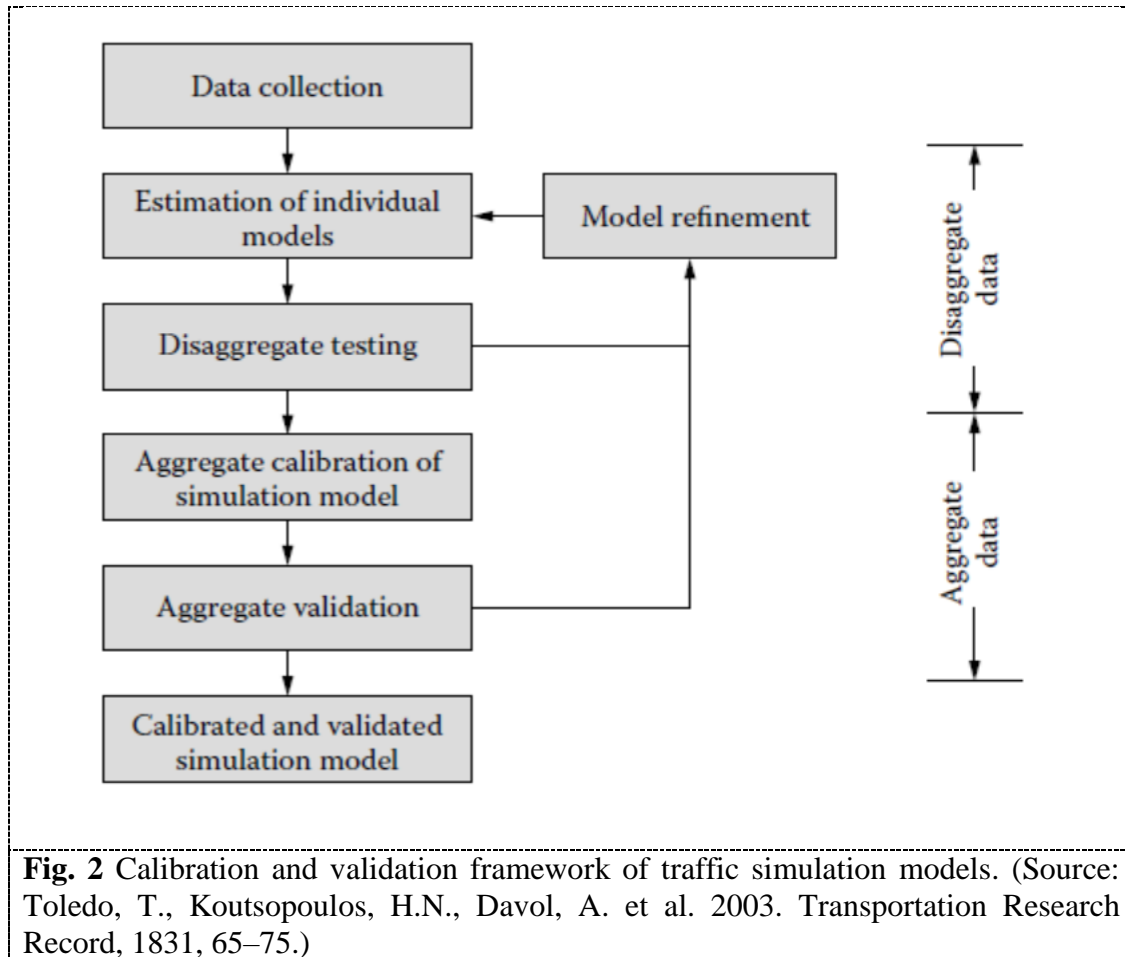 Data collection
Estimation of individual
models
Model refinement
Disaggregate testing
Aggregate calibration of
simulation model
Aggregate validation
Calibrated and validated
simulation model
Disaggregate
data
Aggregate
data
Fig. 2 Calibration and validation framework of traffic simulation models. (Source:
Toledo, T., Koutsopoulos, H.N., Davol, A. et al. 2003. Transportation Research
Record, 1831, 65–75.)